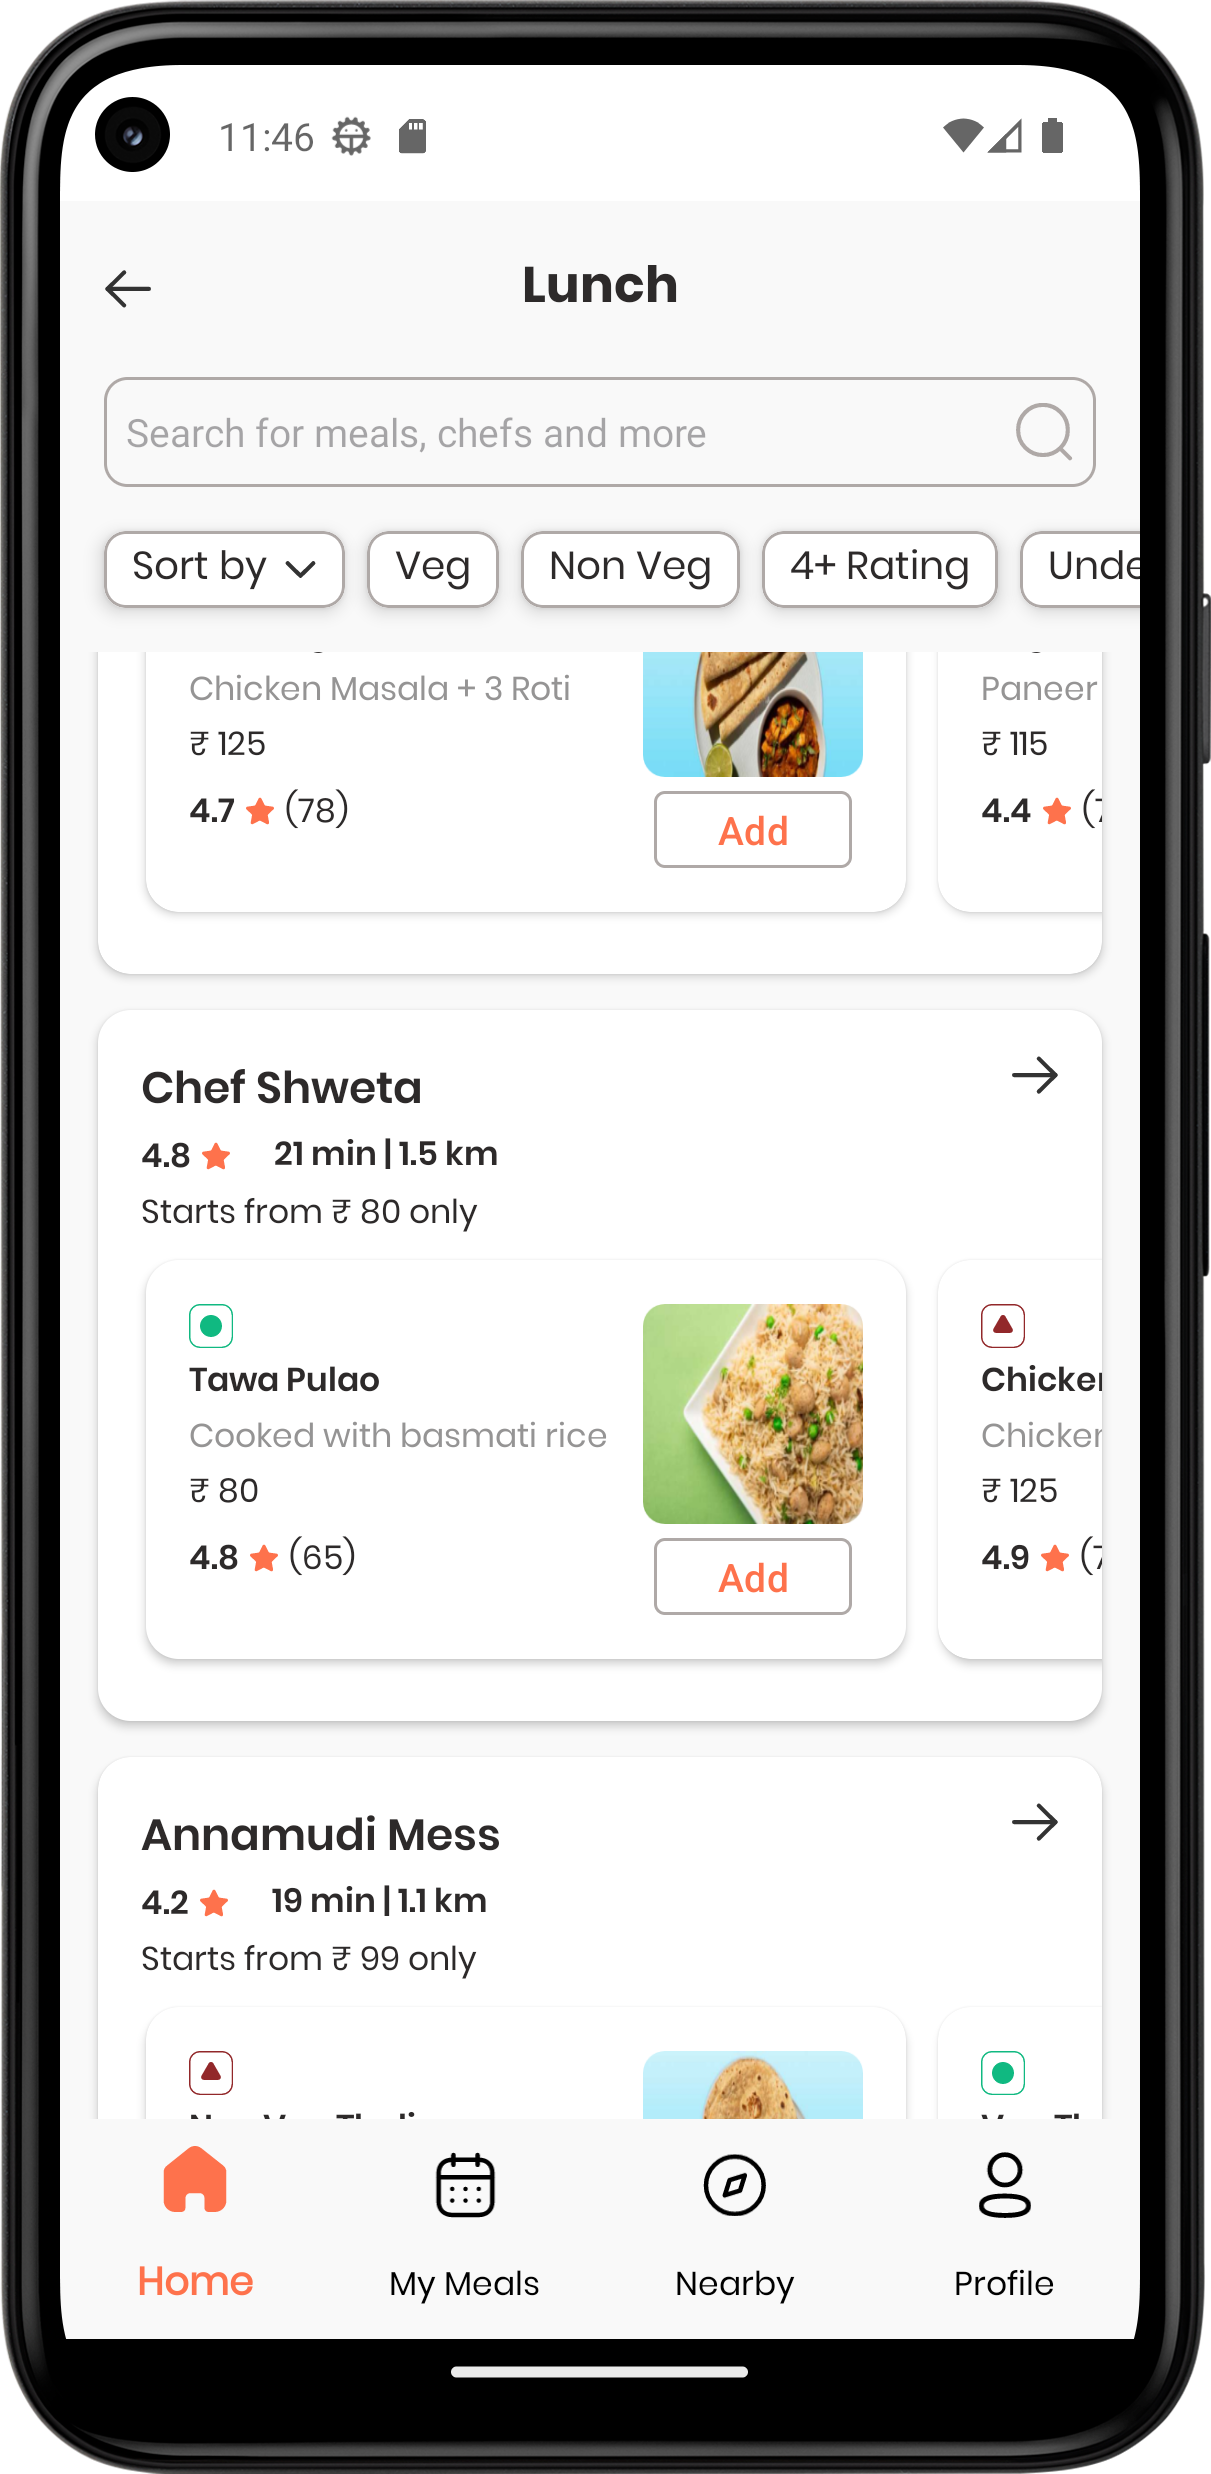 11:46
Lunch
Search for meals, chefs and more
Sort by
Veg
Non Veg
4+ Rating
Chicken Masala + 3 Roti
₹ 125
4.7 (78)
Add
Paneer
₹ 115
4.4
Chef Shweta
4.8 21 min | 1.5 km
Starts from ₹ 80 only
Tawa Pulao
Cooked with basmati rice
₹ 80
4.8 (65)
Add
₹ 125
4.9
Annamudi Mess
4.2 19 min | 1.1 km
Starts from ₹ 99 only
Home
My Meals
Nearby
Profile